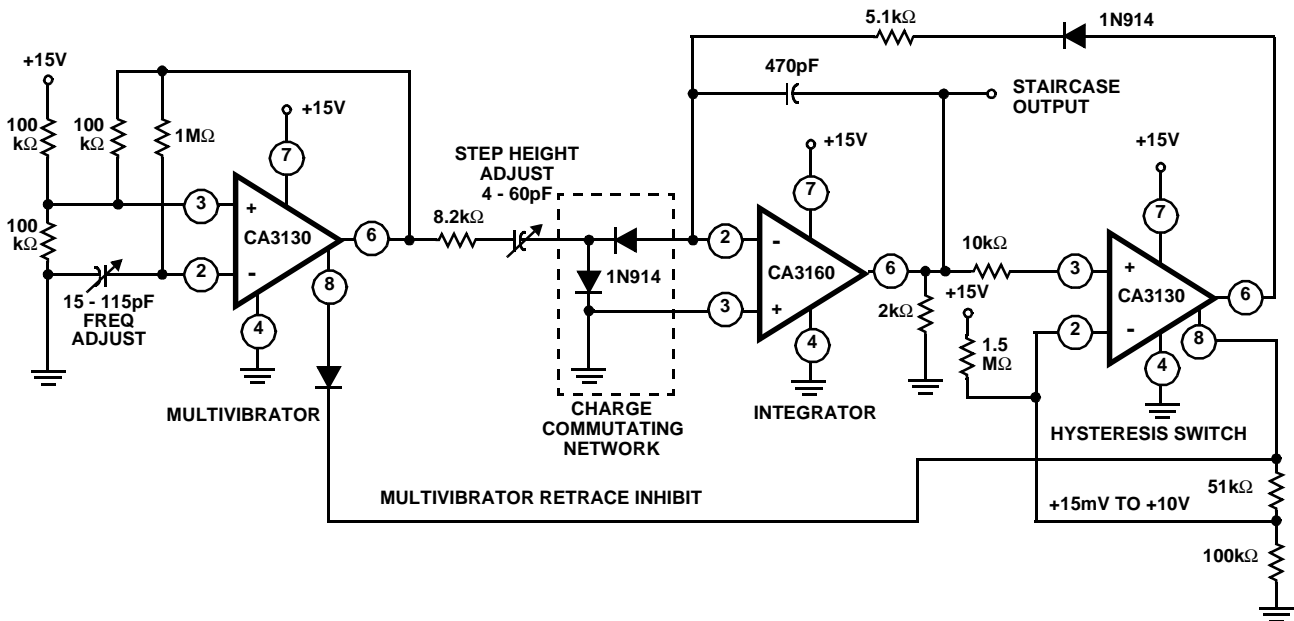 +15V
100
kΩ
100
kΩ
1MΩ
100
kΩ
15 - 115pF
FREQ
ADJUST
+15V
7
3
+
CA3130
2
-
6
8
4
MULTIVIBRATOR
STEP HEIGHT
ADJUST
4 - 60pF
8.2kΩ
1N914
CHARGE
COMMUTATING
NETWORK
5.1kΩ
1N914
470pF
STAIRCASE
OUTPUT
+15V
7
2
-
CA3160
3
+
6
4
INTEGRATOR
2kΩ
10kΩ
+15V
1.5
MΩ
+15V
7
3
+
CA3130
2
-
6
8
4
HYSTERESIS SWITCH
MULTIVIBRATOR RETRACE INHIBIT
+15mV TO +10V
51kΩ
100kΩ